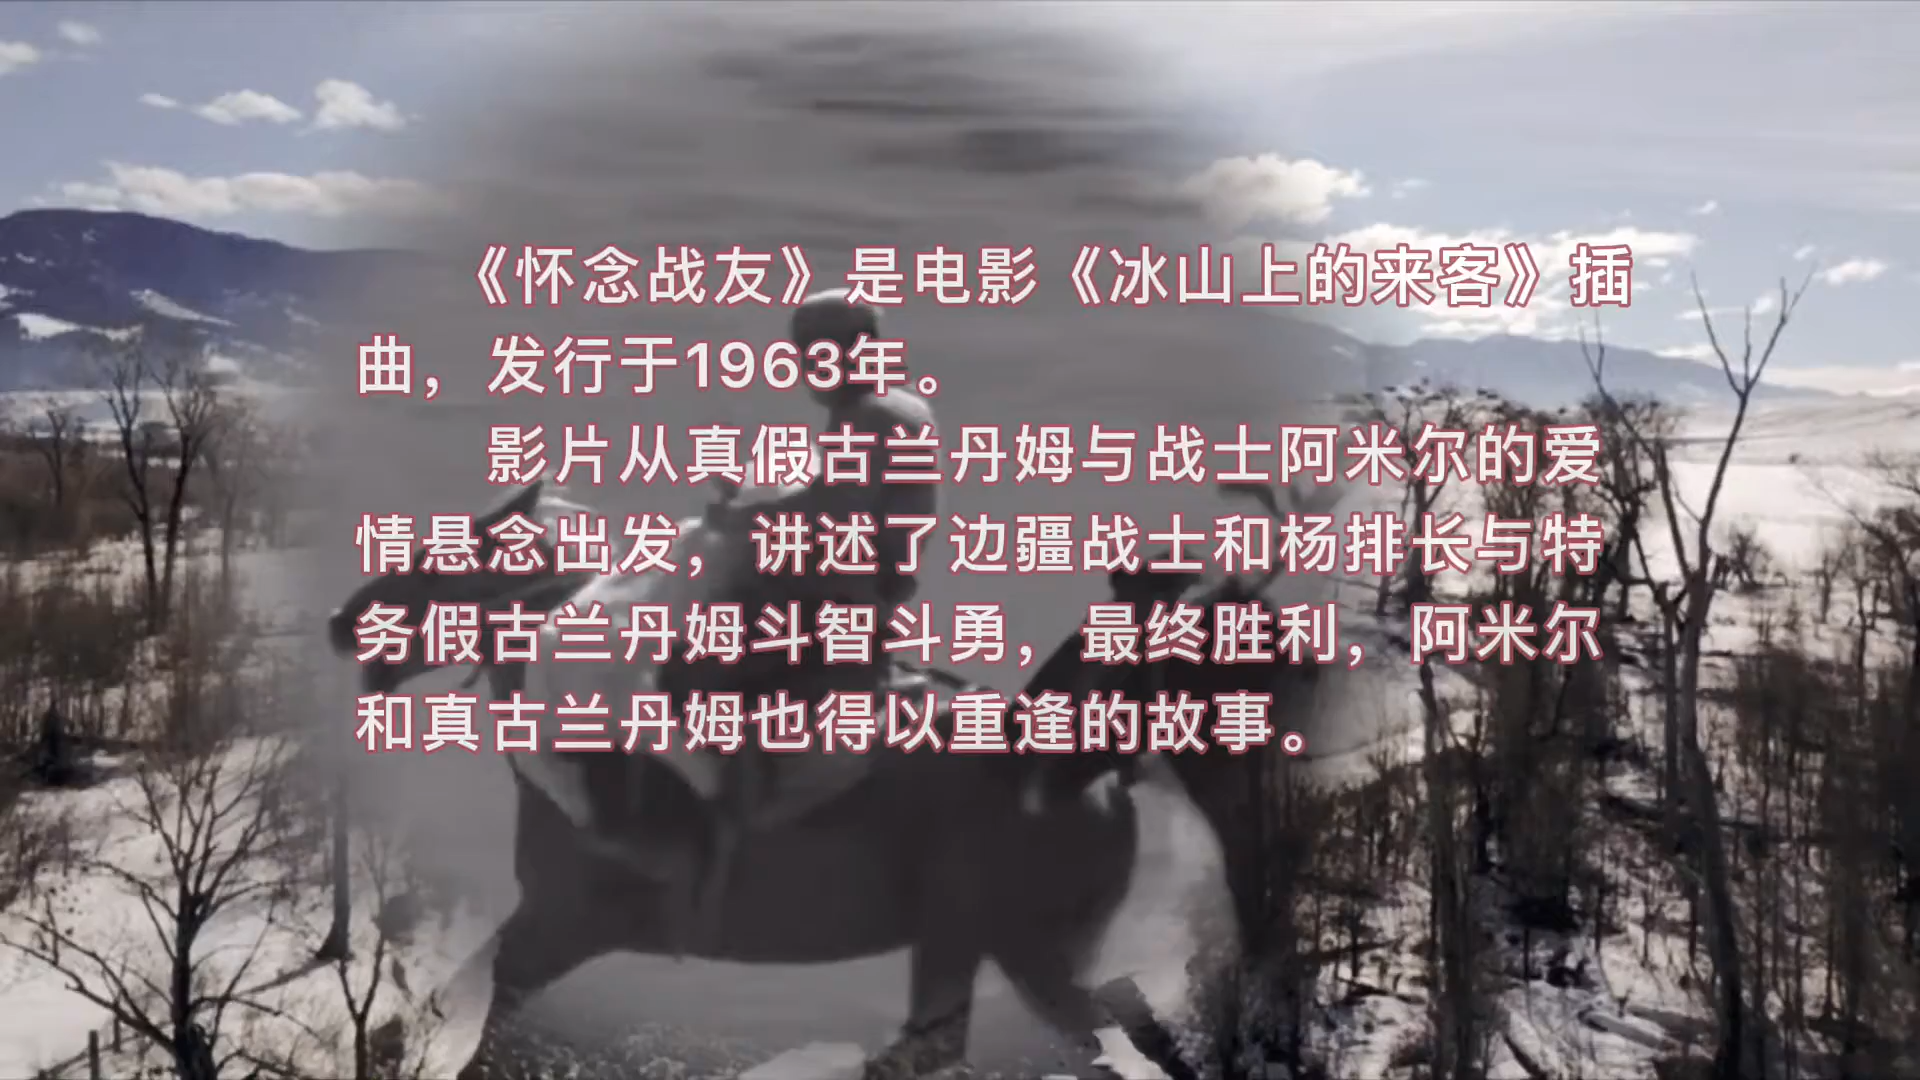 《怀念战友》是电影《冰山上的来客》插
曲，发行于1963年。
影片从真假古兰丹姆与战士阿米尔的爱
情悬念出发，讲述了边疆战士和杨排长与特
务假古兰丹姆斗智斗勇，最终胜利，阿米尔
和真古兰丹姆也得以重逢的故事。